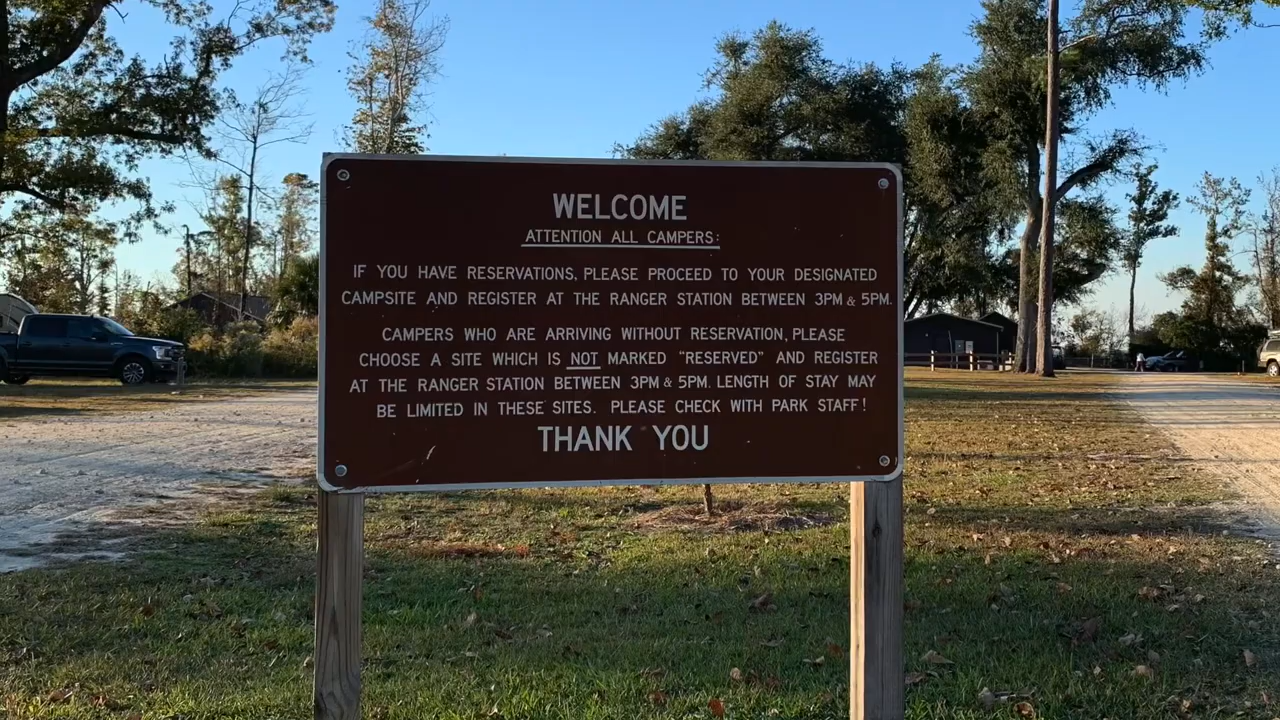 WELCOME
ATTENTION ALL CAMPERS:
IF YOU HAVE RESERVATIONS, PLEASE PROCEED TO YOUR DESIGNATED
CAMPSITE AND REGISTER AT THE RANGER STATION BETWEEN 3PM & 5PM.
CAMPERS WHO ARE ARRIVING WITHOUT RESERVATION, PLEASE
CHOOSE A SITE WHICH IS NOT MARKED "RESERVED" AND REGISTER
AT THE RANGER STATION BETWEEN 3PM & 5PM. LENGTH OF STAY MAY
BE LIMITED IN THESE SITES. PLEASE CHECK WITH PARK STAFF!
THANK YOU